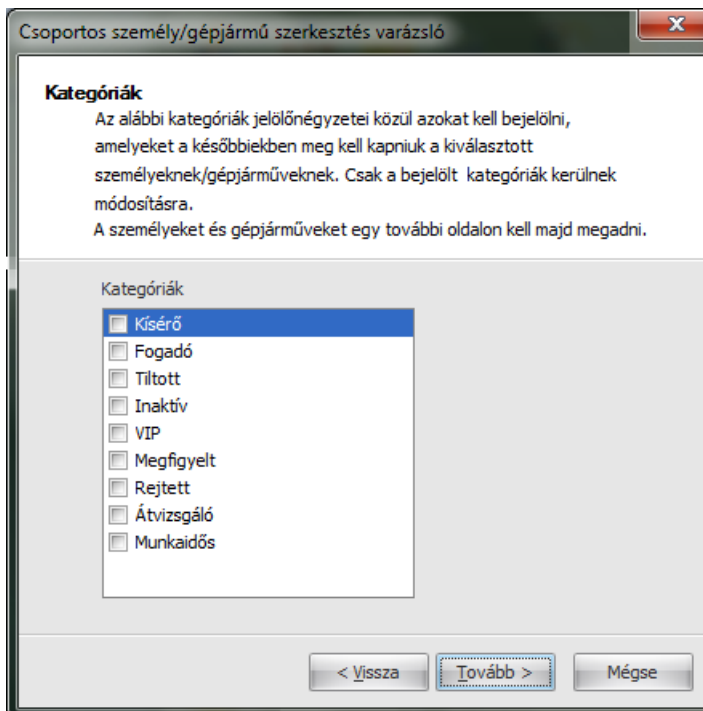 Csoportos személy/gépjármű szerkesztés varázsló
Kategóriák
Az alábbi kategóriák jelölőnégyzetei közül azokat kell bejelölni,
amelyeket a későbbiekben meg kell kapniuk a kiválasztott
személyeknek/gépjárműveknek. Csak a bejelölt kategóriák kerülnek
módosításra.
A személyeket és gépjárműveket egy további oldalon kell majd megadni.
Kategóriák
Kísérő
Fogadó
Tiltott
Inaktív
VIP
Megfigyelt
Rejtett
Átvizsgáló
Munkaidős
< Vissza Tovább > Mégse